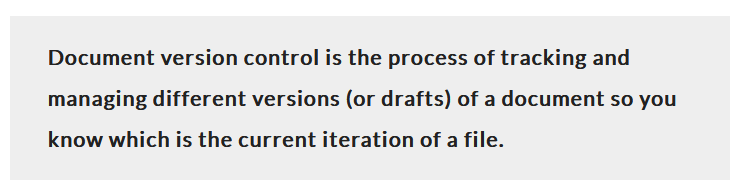 Document version control is the process of tracking and
managing different versions (or drafts) of a document so you
know which is the current iteration of a file.